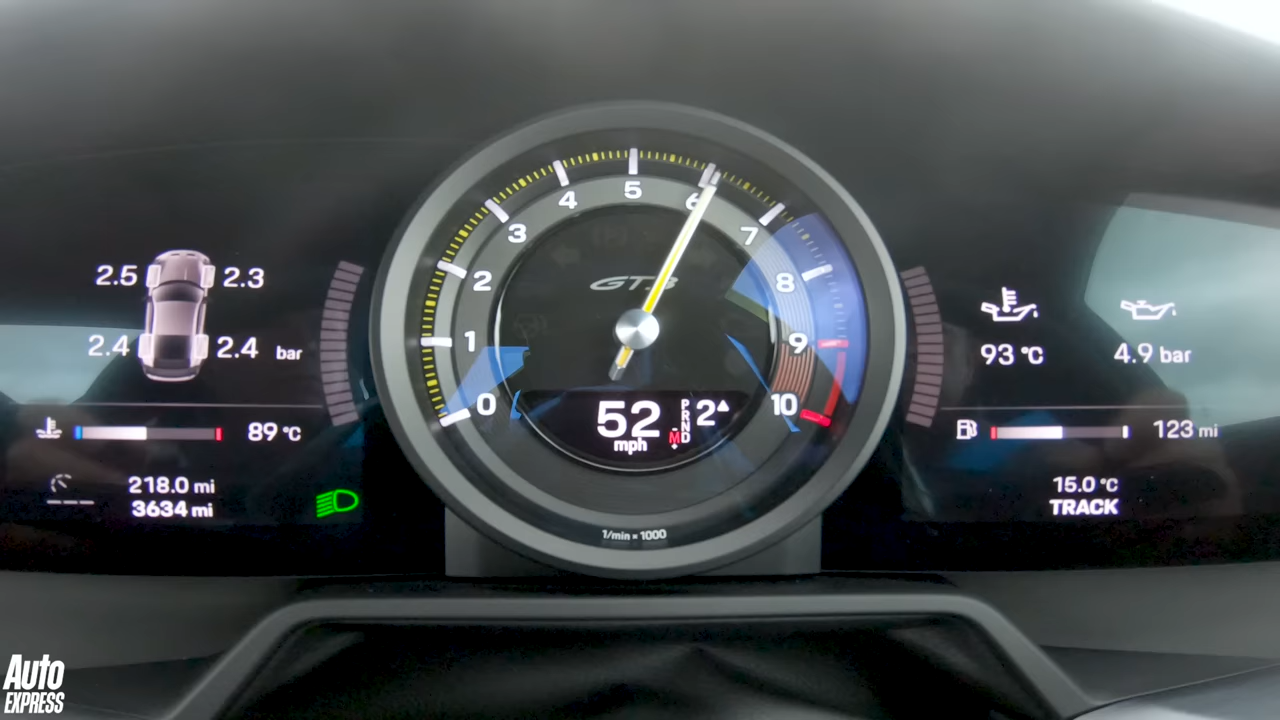 2.5 2.3
2.4 2.4 bar
89 °C
218.0 mi
3634 mi
0
1
2
3
4
5
6
7
8
9
10
GT3
52
mph
P
R
N
D
M
2
1/min × 1000
93 °C 4.9 bar
123 mi
15.0 °C
TRACK
Auto
EXPRESS